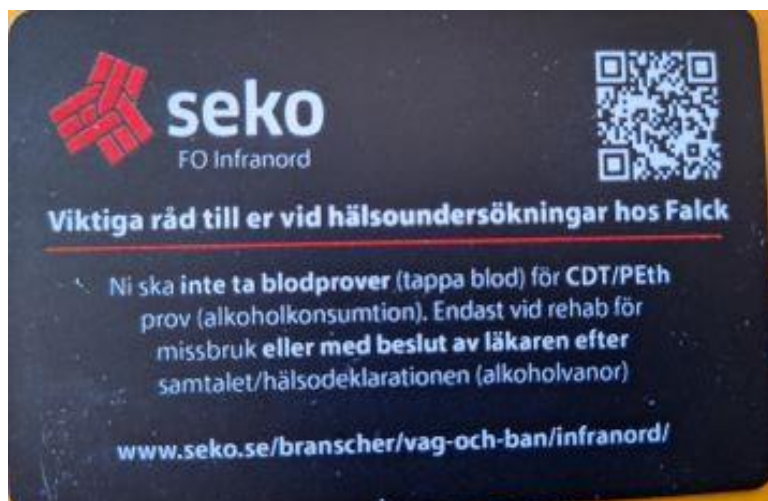 seko
FO Infranord
Viktiga råd till er vid hälsoundersökningar hos Falck
Ni ska inte ta blodprover (tappa blod) för CDT/PEth
prov (alkoholkonsumtion). Endast vid rehab för
missbruk eller med beslut av läkaren efter
samtalet/hälsodeklarationen (alkoholvanor)
www.seko.se/branscher/vag-och-ban/infranord/